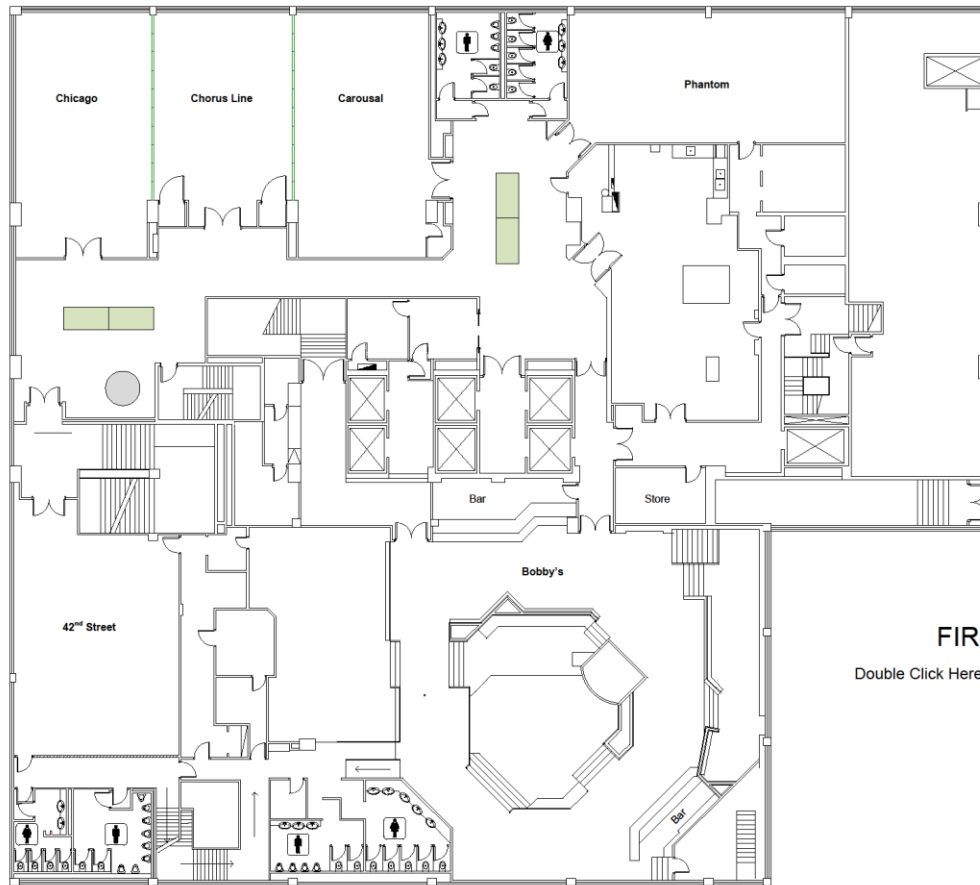 Chicago
Chorus Line
Carousal
Phantom
Bar
Store
Bobby's
42nd Street
FIR
Double Click Here
Bar